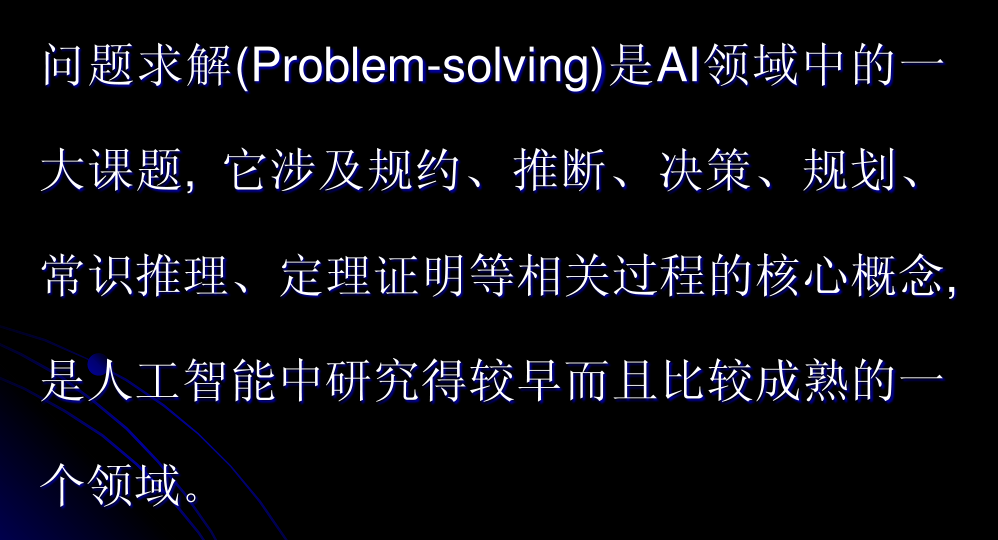 问题求解(Problem-solving)是AI领域中的一
大课题, 它涉及规约、推断、决策、规划、
常识推理、定理证明等相关过程的核心概念,
是人工智能中研究得较早而且比较成熟的一
个领域。